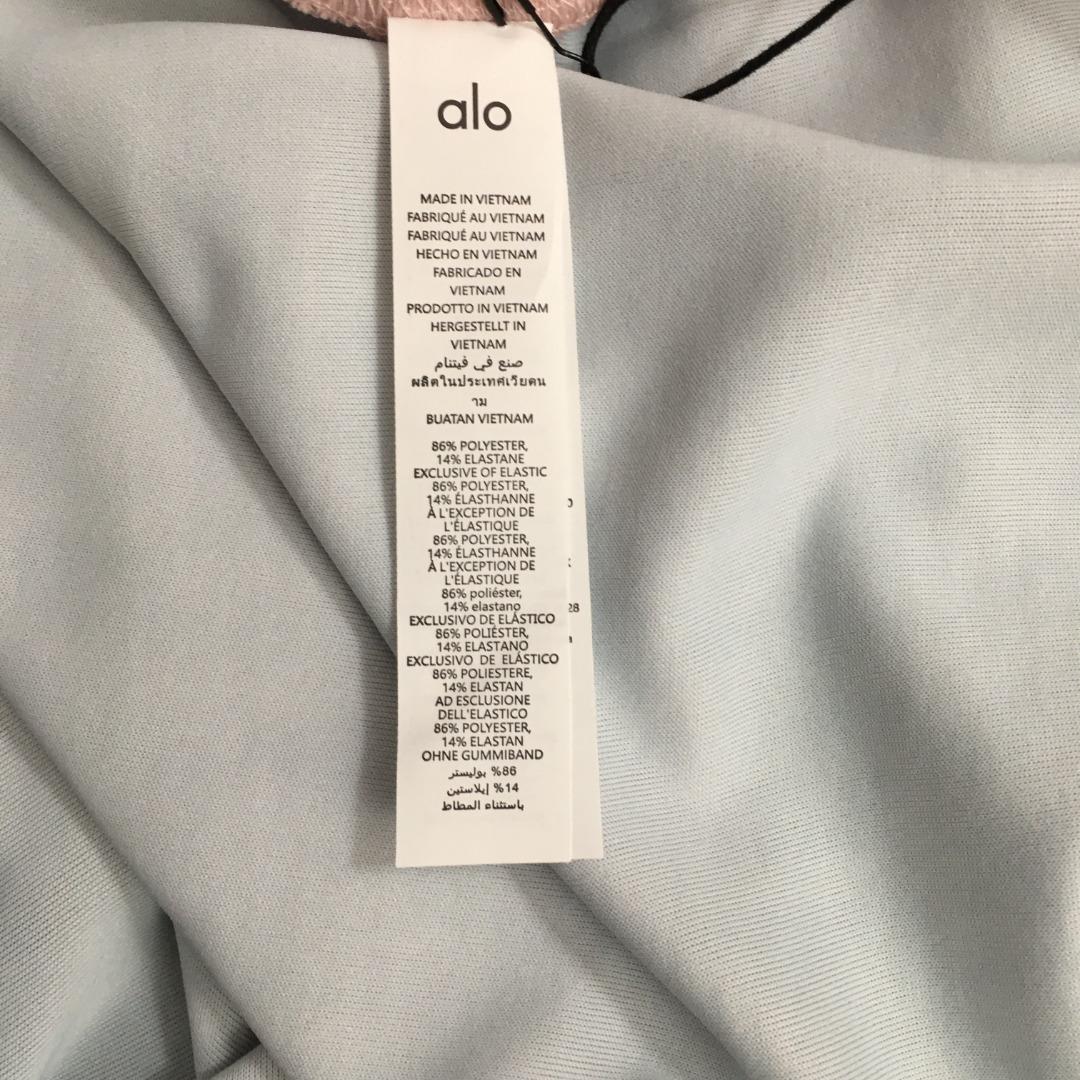 alo
MADE IN VIETNAM
FABRIQUÉ AU VIETNAM
FABRIQUÉ AU VIETNAM
HECHO EN VIETNAM
FABRICADO EN
VIETNAM
PRODOTTO IN VIETNAM
HERGESTELLT IN
VIETNAM
صنع في فيتنام
ผลิตในประเทศเวียดน
าม
BUATAN VIETNAM
86% POLYESTER,
14% ELASTANE
EXCLUSIVE OF ELASTIC
86% POLYESTER,
14% ÉLASTHANNE
À L'EXCEPTION DE
L'ÉLASTIQUE
86% POLYESTER,
14% ÉLASTHANNE
À L'EXCEPTION DE
L'ÉLASTIQUE
86% poliéster,
14% elastano
EXCLUSIVO DE ELÁSTICO
86% POLIÉSTER,
14% ELASTANO
EXCLUSIVO DE ELÁSTICO
86% POLIESTERE,
14% ELASTAN
AD ESCLUSIONE
DELL'ELASTICO
86% POLYESTER,
14% ELASTAN
OHNE GUMMIBAND
86% بوليستر
14% إيلاستين
باستثناء المطاط
28